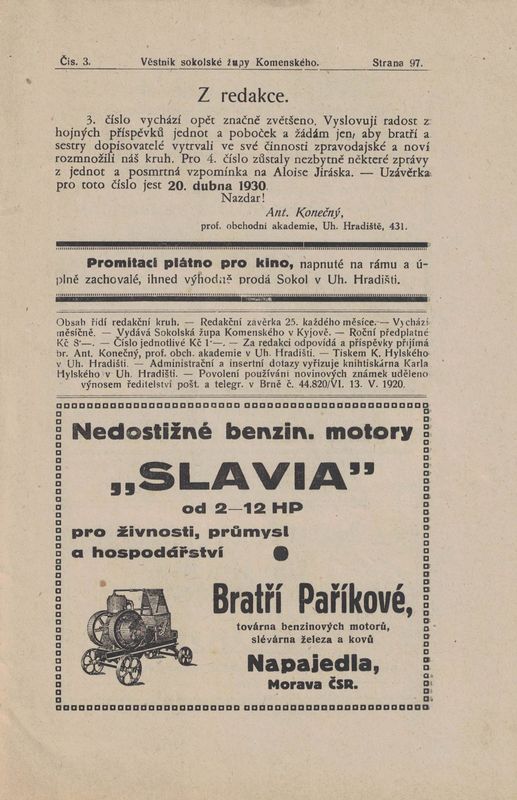 Čís. 3. Věstník sokolské župy Komenského. Strana 97.
Z redakce.
3. číslo vychází opět značně zvětšeno. Vyslovuji radost z
hojných příspěvků jednot a poboček a žádám jen, aby bratří a
sestry dopisovatelé vytrvali ve své činnosti zpravodajské a noví
rozmnožili náš kruh. Pro 4. číslo zůstaly nezbytně některé zprávy
z jednot a posmrtná vzpomínka na Aloise Jiráska. — Uzávěrka
pro toto číslo jest 20. dubna 1930.
Nazdar!
Ant. Konečný,
prof. obchodní akademie, Uh. Hradiště, 431.
Promítací plátno pro kino, napnuté na rámu a ú-
plně zachovalé, ihned výhodně prodá Sokol v Uh. Hradišti.
Obsah řídí redakční kruh. — Redakční závěrka 25. každého měsíce. — Vychází
měsíčně. — Vydává Sokolská župa Komenského v Kyjově. — Roční předplatné
Kč 8·—. — Číslo jednotlivé Kč 1·—. — Za redakci odpovídá a příspěvky přijímá
br. Ant. Konečný, prof. obch. akademie v Uh. Hradišti. — Tiskem K. Hylského
v Uh. Hradišti. — Administrační a insertní dotazy vyřizuje knihtiskárna Karla
Hylského v Uh. Hradišti. — Povolení používání novinových známek uděleno
výnosem ředitelství pošt. a telegr. v Brně č. 44.820/VI. 13. V. 1920.
Nedostižné benzin. motory
„SLAVIA”
od 2—12 HP
pro živnosti, průmysl
a hospodářství
Bratří Paříkové,
továrna benzinových motorů,
slévárna železa a kovů
Napajedla,
Morava ČSR.